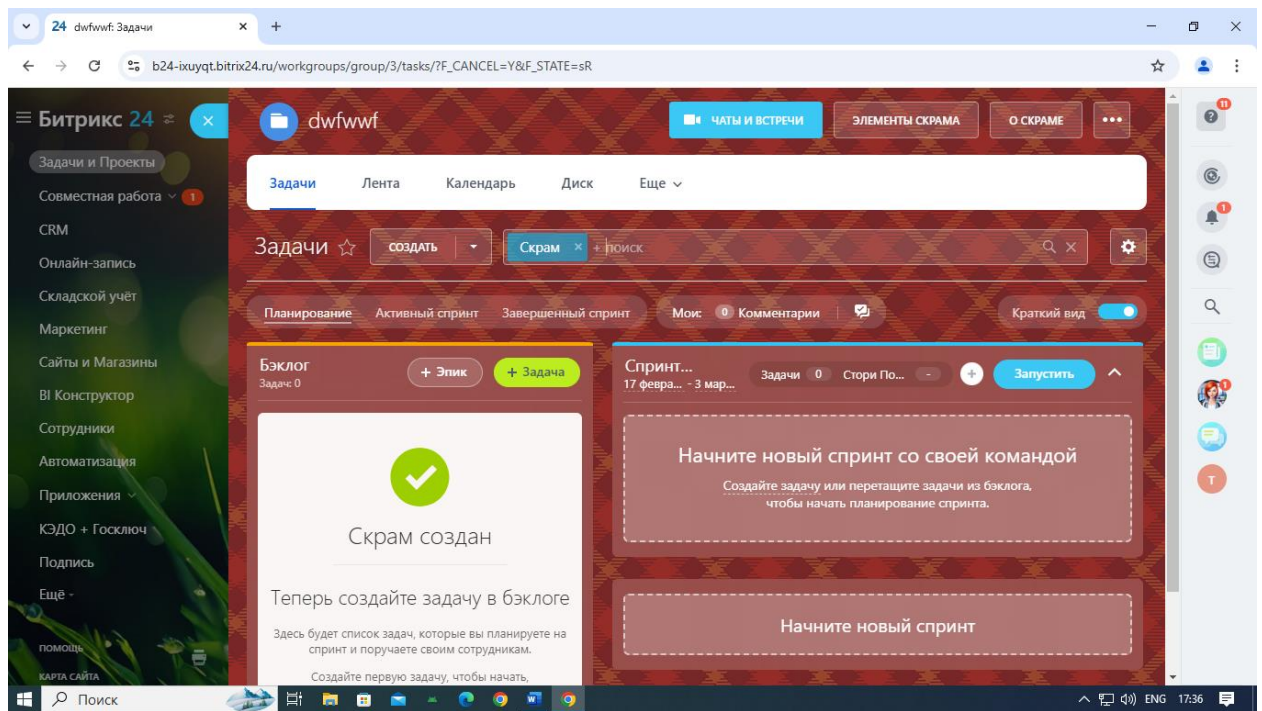 24 dwfwwf: Задачи
b24-ixuyqt.bitrix24.ru/workgroups/group/3/tasks/?F_CANCEL=Y&F_STATE=sR
Битрикс 24
dwfwwf
ЧАТЫ И ВСТРЕЧИ
ЭЛЕМЕНТЫ СКРАМА
О СКРАМЕ
11
Задачи и Проекты
Совместная работа 1
CRM
Онлайн-запись
Складской учёт
Маркетинг
Сайты и Магазины
BI Конструктор
Сотрудники
Автоматизация
Приложения
КЭДО + Госключ
Подпись
Ещё
ПОМОЩЬ
КАРТА САЙТА
Задачи Лента Календарь Диск Еще
Задачи
СОЗДАТЬ
Скрам × + поиск
Планирование Активный спринт Завершенный спринт
Мои: 0 Комментарии
Краткий вид
Бэклог
Задач: 0
+ Эпик
+ Задача
Скрам создан
Теперь создайте задачу в бэклоге
Здесь будет список задач, которые вы планируете на
спринт и поручаете своим сотрудникам.
Создайте первую задачу, чтобы начать,
Спринт...
17 февра... - 3 мар...
Задачи 0 Стори По... -
+
Запустить
Начните новый спринт со своей командой
Создайте задачу или перетащите задачи из бэклога,
чтобы начать планирование спринта.
Начните новый спринт
1
1
Т
Поиск
ENG 17:36